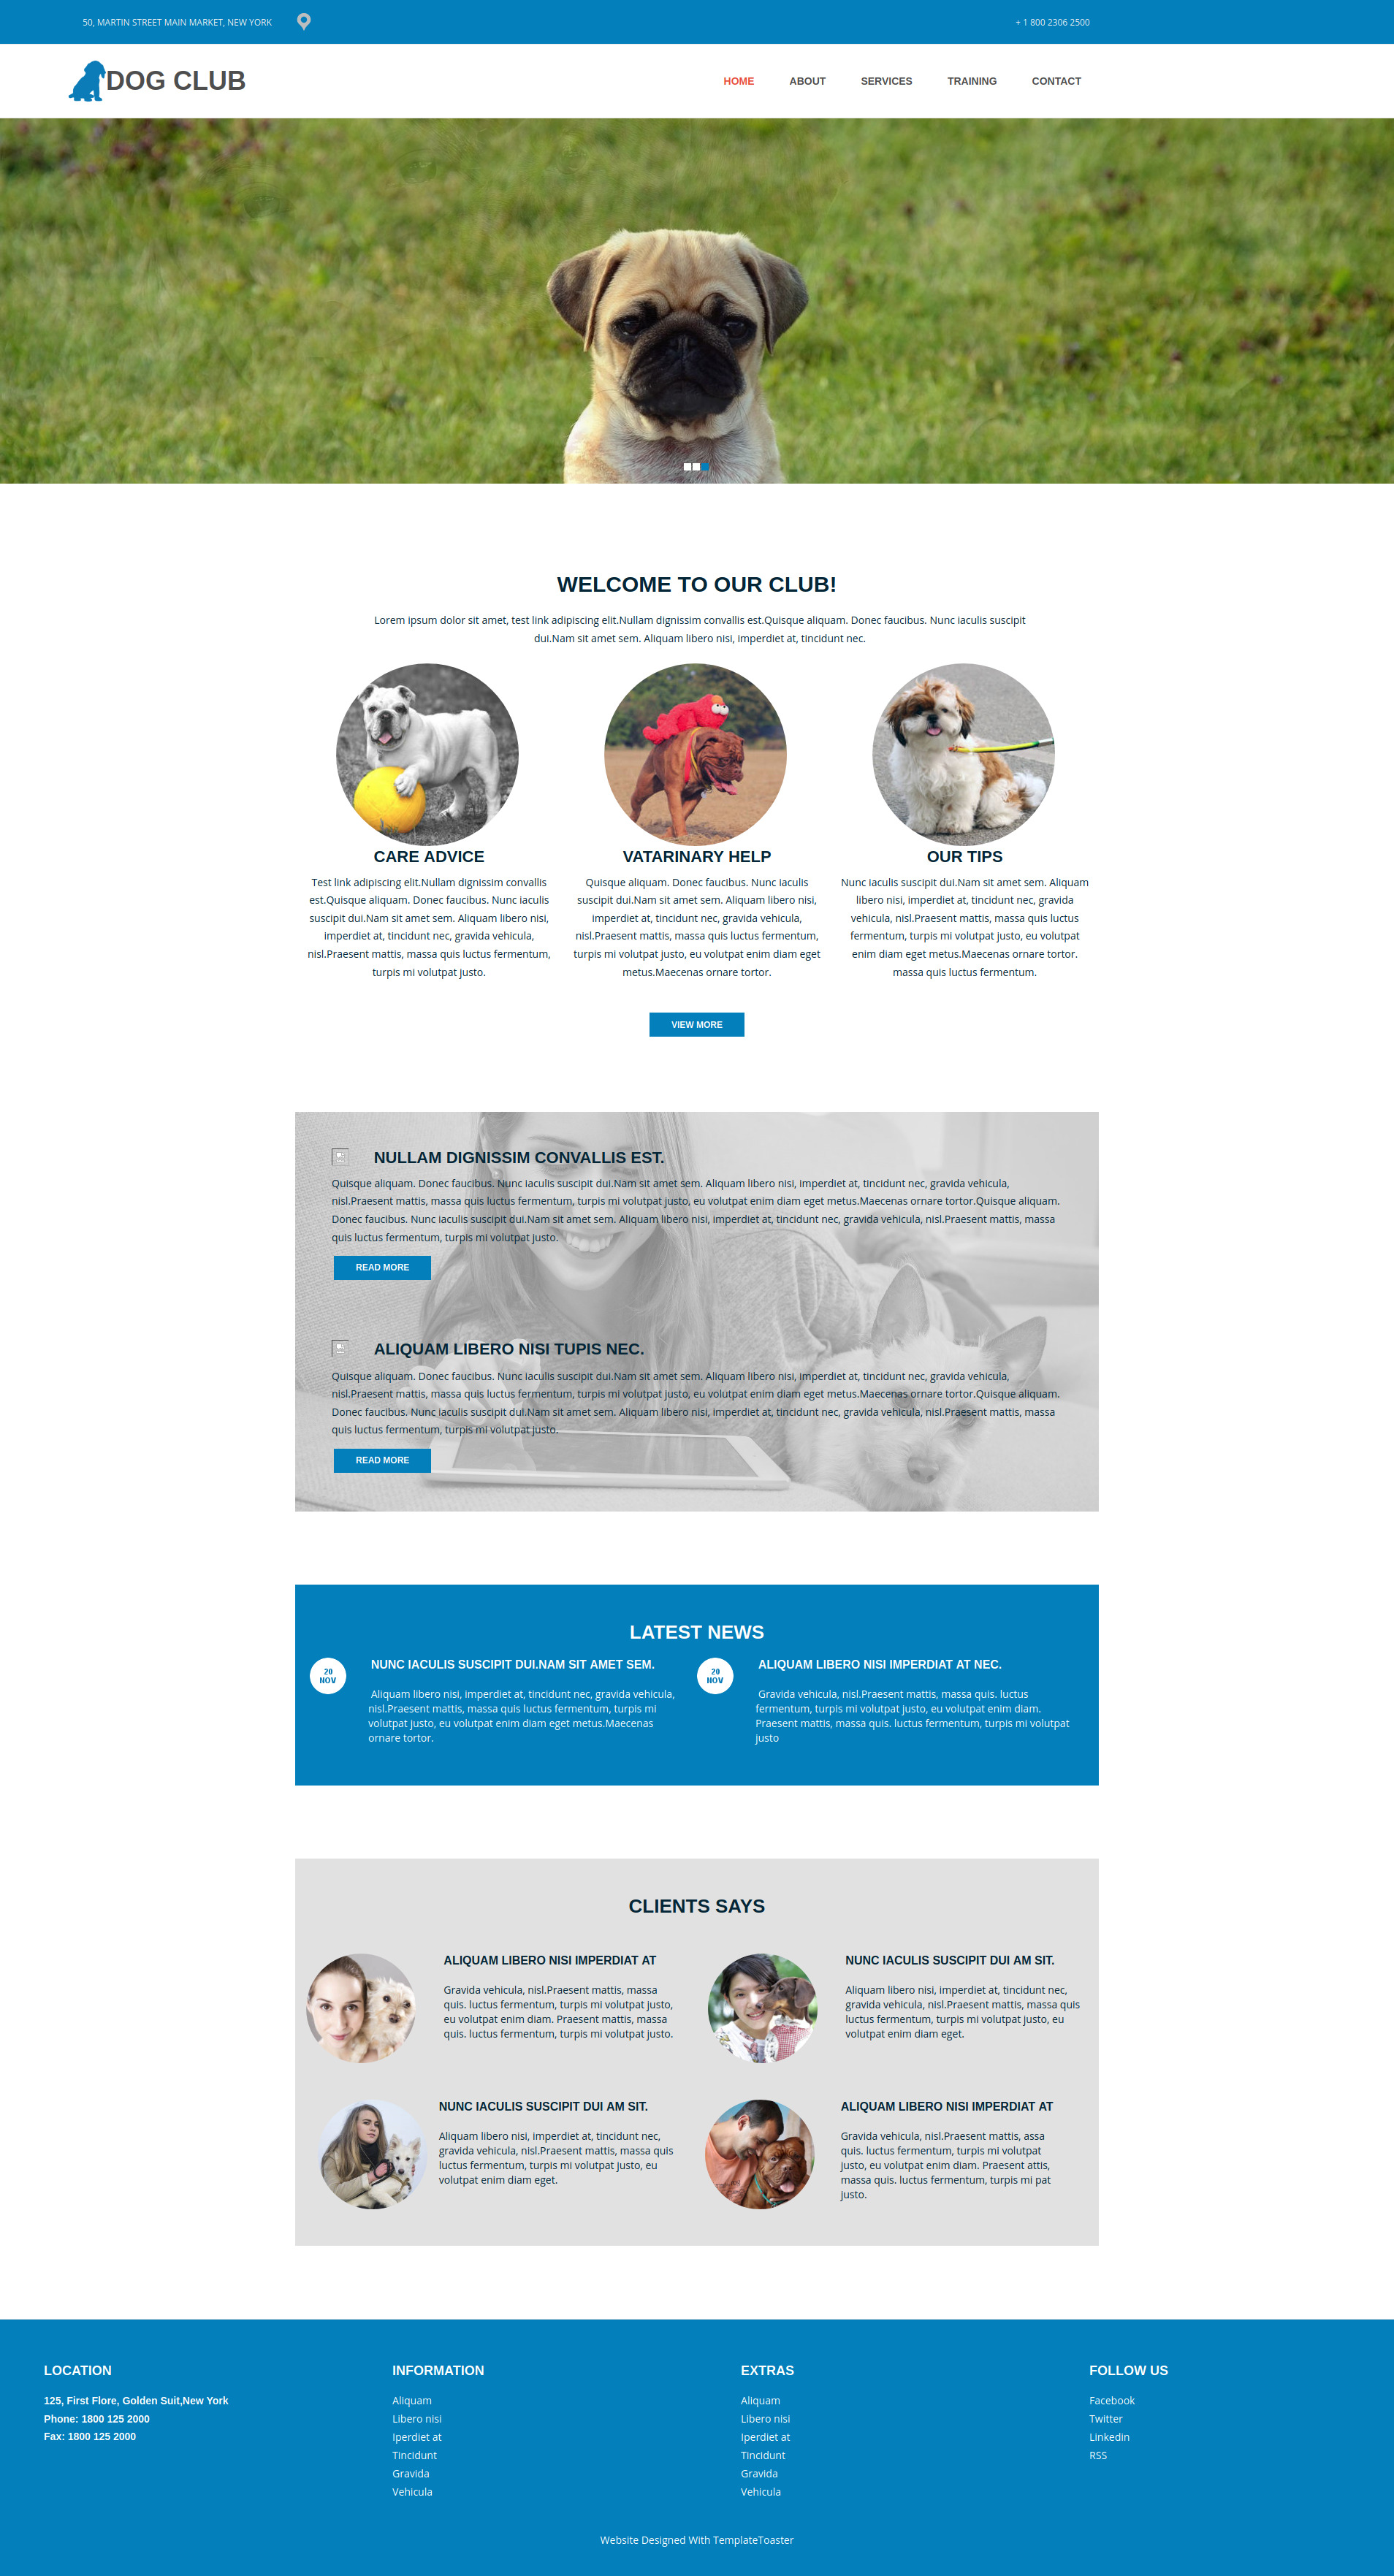 50, MARTIN STREET MAIN MARKET, NEW YORK
+ 1 800 2306 2500
DOG CLUB
HOME
ABOUT
SERVICES
TRAINING
CONTACT
WELCOME TO OUR CLUB!
Lorem ipsum dolor sit amet, test link adipiscing elit.Nullam dignissim convallis est.Quisque aliquam. Donec faucibus. Nunc iaculis suscipit
dui.Nam sit amet sem. Aliquam libero nisi, imperdiet at, tincidunt nec.
CARE ADVICE
Test link adipiscing elit.Nullam dignissim convallis
est.Quisque aliquam. Donec faucibus. Nunc iaculis
suscipit dui.Nam sit amet sem. Aliquam libero nisi,
imperdiet at, tincidunt nec, gravida vehicula,
nisl.Praesent mattis, massa quis luctus fermentum,
turpis mi volutpat justo.
VATARINARY HELP
Quisque aliquam. Donec faucibus. Nunc iaculis
suscipit dui.Nam sit amet sem. Aliquam libero nisi,
imperdiet at, tincidunt nec, gravida vehicula,
nisl.Praesent mattis, massa quis luctus fermentum,
turpis mi volutpat justo, eu volutpat enim diam eget
metus.Maecenas ornare tortor.
OUR TIPS
Nunc iaculis suscipit dui.Nam sit amet sem. Aliquam
libero nisi, imperdiet at, tincidunt nec, gravida
vehicula, nisl.Praesent mattis, massa quis luctus
fermentum, turpis mi volutpat justo, eu volutpat
enim diam eget metus.Maecenas ornare tortor.
massa quis luctus fermentum.
VIEW MORE
NULLAM DIGNISSIM CONVALLIS EST.
Quisque aliquam. Donec faucibus. Nunc iaculis suscipit dui.Nam sit amet sem. Aliquam libero nisi, imperdiet at, tincidunt nec, gravida vehicula,
nisl.Praesent mattis, massa quis luctus fermentum, turpis mi volutpat justo, eu volutpat enim diam eget metus.Maecenas ornare tortor.Quisque aliquam.
Donec faucibus. Nunc iaculis suscipit dui.Nam sit amet sem. Aliquam libero nisi, imperdiet at, tincidunt nec, gravida vehicula, nisl.Praesent mattis, massa
quis luctus fermentum, turpis mi volutpat justo.
READ MORE
ALIQUAM LIBERO NISI TUPIS NEC.
Quisque aliquam. Donec faucibus. Nunc iaculis suscipit dui.Nam sit amet sem. Aliquam libero nisi, imperdiet at, tincidunt nec, gravida vehicula,
nisl.Praesent mattis, massa quis luctus fermentum, turpis mi volutpat justo, eu volutpat enim diam eget metus.Maecenas ornare tortor.Quisque aliquam.
Donec faucibus. Nunc iaculis suscipit dui.Nam sit amet sem. Aliquam libero nisi, imperdiet at, tincidunt nec, gravida vehicula, nisl.Praesent mattis, massa
quis luctus fermentum, turpis mi volutpat justo.
READ MORE
LATEST NEWS
20
NOV
NUNC IACULIS SUSCIPIT DUI.NAM SIT AMET SEM.
Aliquam libero nisi, imperdiet at, tincidunt nec, gravida vehicula,
nisl.Praesent mattis, massa quis luctus fermentum, turpis mi
volutpat justo, eu volutpat enim diam eget metus.Maecenas
ornare tortor.
20
NOV
ALIQUAM LIBERO NISI IMPERDIET AT NEC.
Gravida vehicula, nisl.Praesent mattis, massa quis. luctus
fermentum, turpis mi volutpat justo, eu volutpat enim diam.
Praesent mattis, massa quis. luctus fermentum, turpis mi volutpat
justo
CLIENTS SAYS
ALIQUAM LIBERO NISI IMPERDIAT AT
Gravida vehicula, nisl.Praesent mattis, massa
quis. luctus fermentum, turpis mi volutpat justo,
eu volutpat enim diam. Praesent mattis, massa
quis. luctus fermentum, turpis mi volutpat justo.
NUNC IACULIS SUSCIPIT DUI AM SIT.
Aliquam libero nisi, imperdiet at, tincidunt nec,
gravida vehicula, nisl.Praesent mattis, massa quis
luctus fermentum, turpis mi volutpat justo, eu
volutpat enim diam eget.
NUNC IACULIS SUSCIPIT DUI AM SIT.
Aliquam libero nisi, imperdiet at, tincidunt nec,
gravida vehicula, nisl.Praesent mattis, massa quis
luctus fermentum, turpis mi volutpat justo, eu
volutpat enim diam eget.
ALIQUAM LIBERO NISI IMPERDIET AT
Gravida vehicula, nisl.Praesent mattis, assa
quis. luctus fermentum, turpis mi volutpat
justo, eu volutpat enim diam. Praesent attis,
massa quis. luctus fermentum, turpis mi pat
justo.
LOCATION
125, First Flore, Golden Suit,New York
Phone: 1800 125 2000
Fax: 1800 125 2000
INFORMATION
Aliquam
Libero nisi
Iperdiet at
Tincidunt
Gravida
Vehicula
EXTRAS
Aliquam
Libero nisi
Iperdiet at
Tincidunt
Gravida
Vehicula
FOLLOW US
Facebook
Twitter
Linkedin
RSS
Website Designed With TemplateToaster